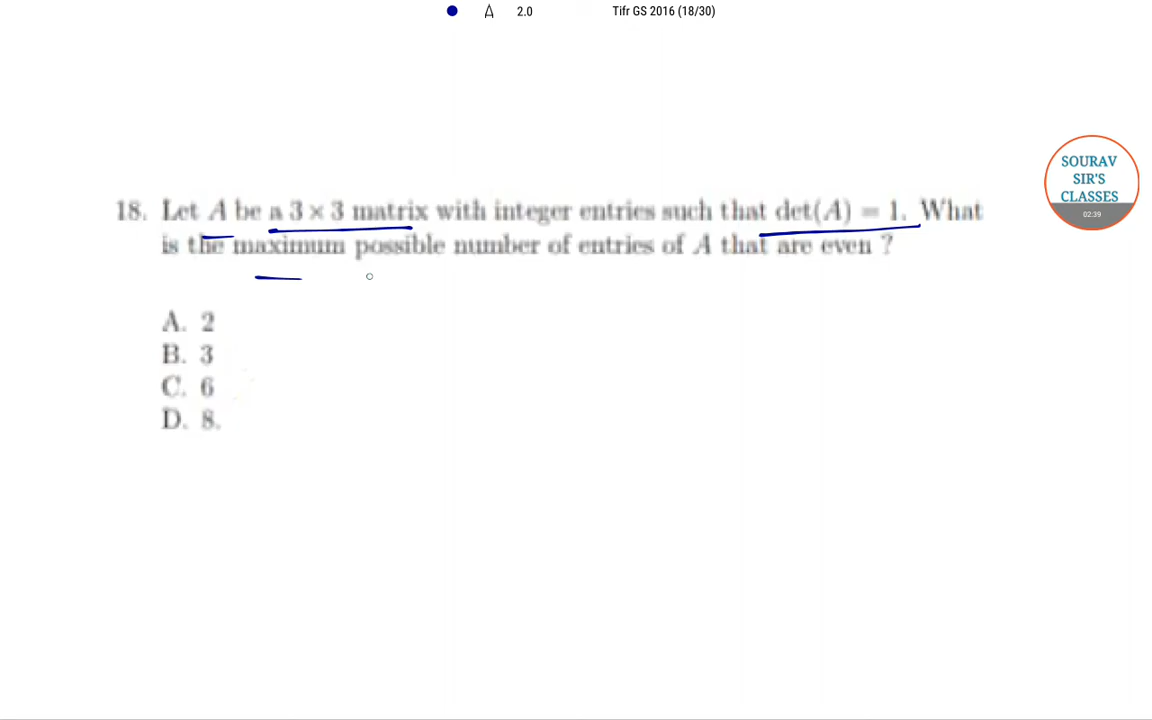 A 2.0 Tifr GS 2016 (18/30)
SOURAV
SIR'S
CLASSES
02:39
18. Let A be a 3 × 3 matrix with integer entries such that det(A) = 1. What
is the maximum possible number of entries of A that are even ?
A. 2
B. 3
C. 6
D. 8.